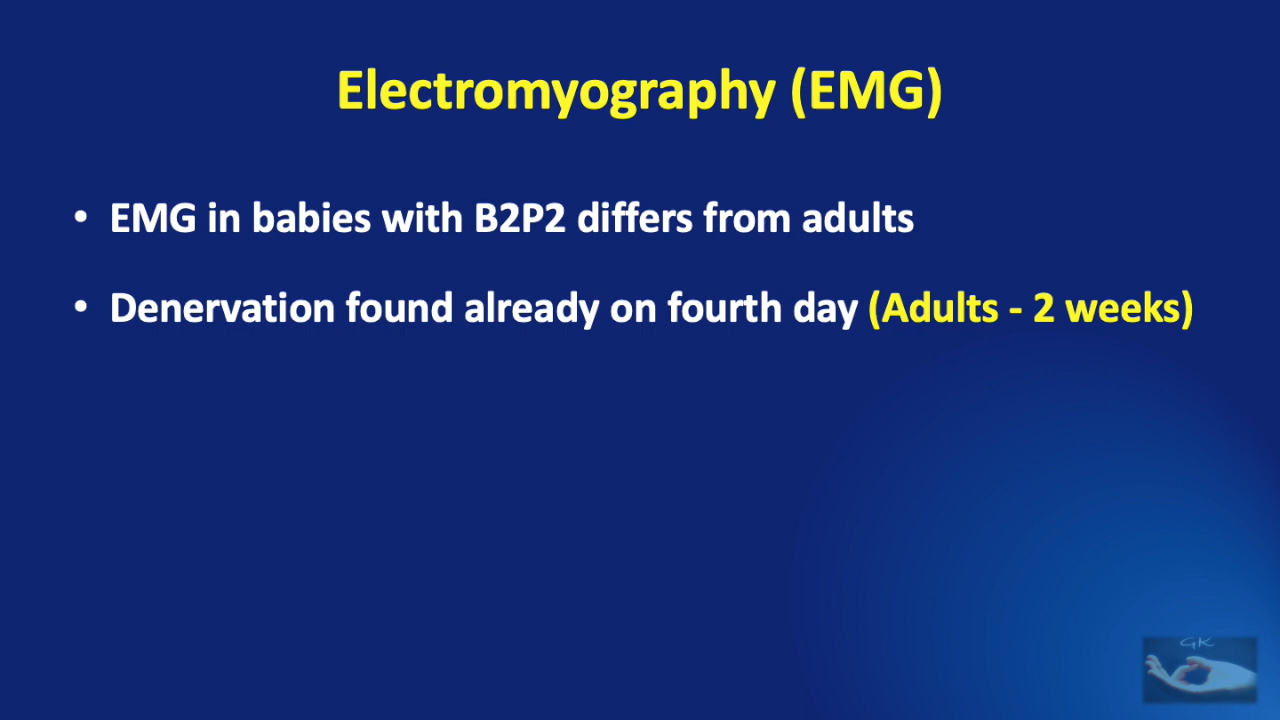 Electromyography (EMG)
• EMG in babies with B2P2 differs from adults
• Denervation found already on fourth day (Adults - 2 weeks)
GK